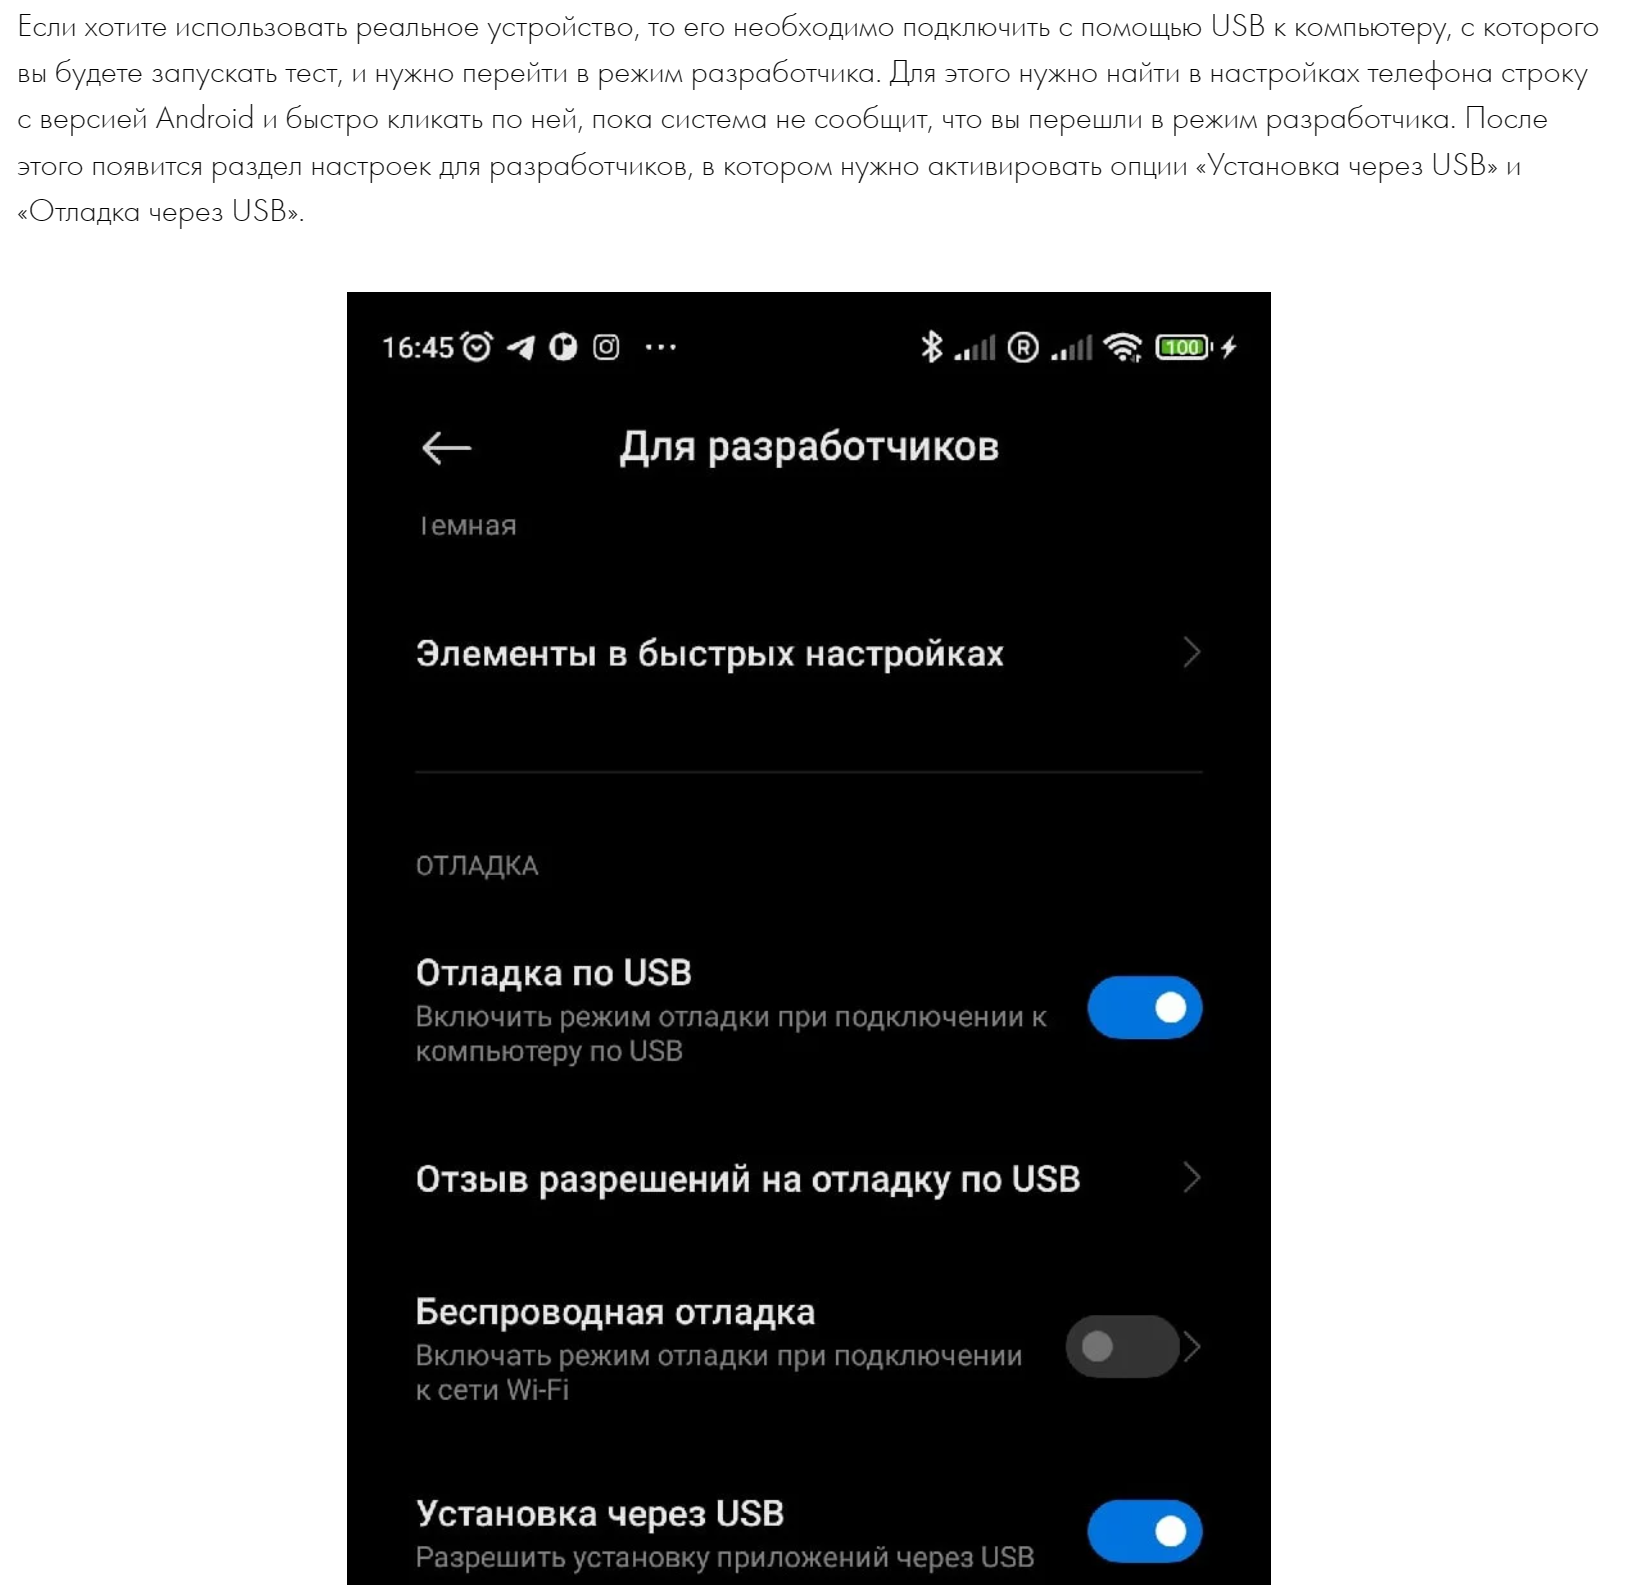 Если хотите использовать реальное устройство, то его необходимо подключить с помощью USB к компьютеру, с которого
вы будете запускать тест, и нужно перейти в режим разработчика. Для этого нужно найти в настройках телефона строку
с версией Android и быстро кликать по ней, пока система не сообщит, что вы перешли в режим разработчика. После
этого появится раздел настроек для разработчиков, в котором нужно активировать опции «Установка через USB» и
«Отладка через USB».
16:45 ... ® 100
Для разработчиков
Темная
Элементы в быстрых настройках
ОТЛАДКА
Отладка по USB
Включить режим отладки при подключении к
компьютеру по USB
Отзыв разрешений на отладку по USB
Беспроводная отладка
Включать режим отладки при подключении
к сети Wi-Fi
Установка через USB
Разрешить установку приложений через USB